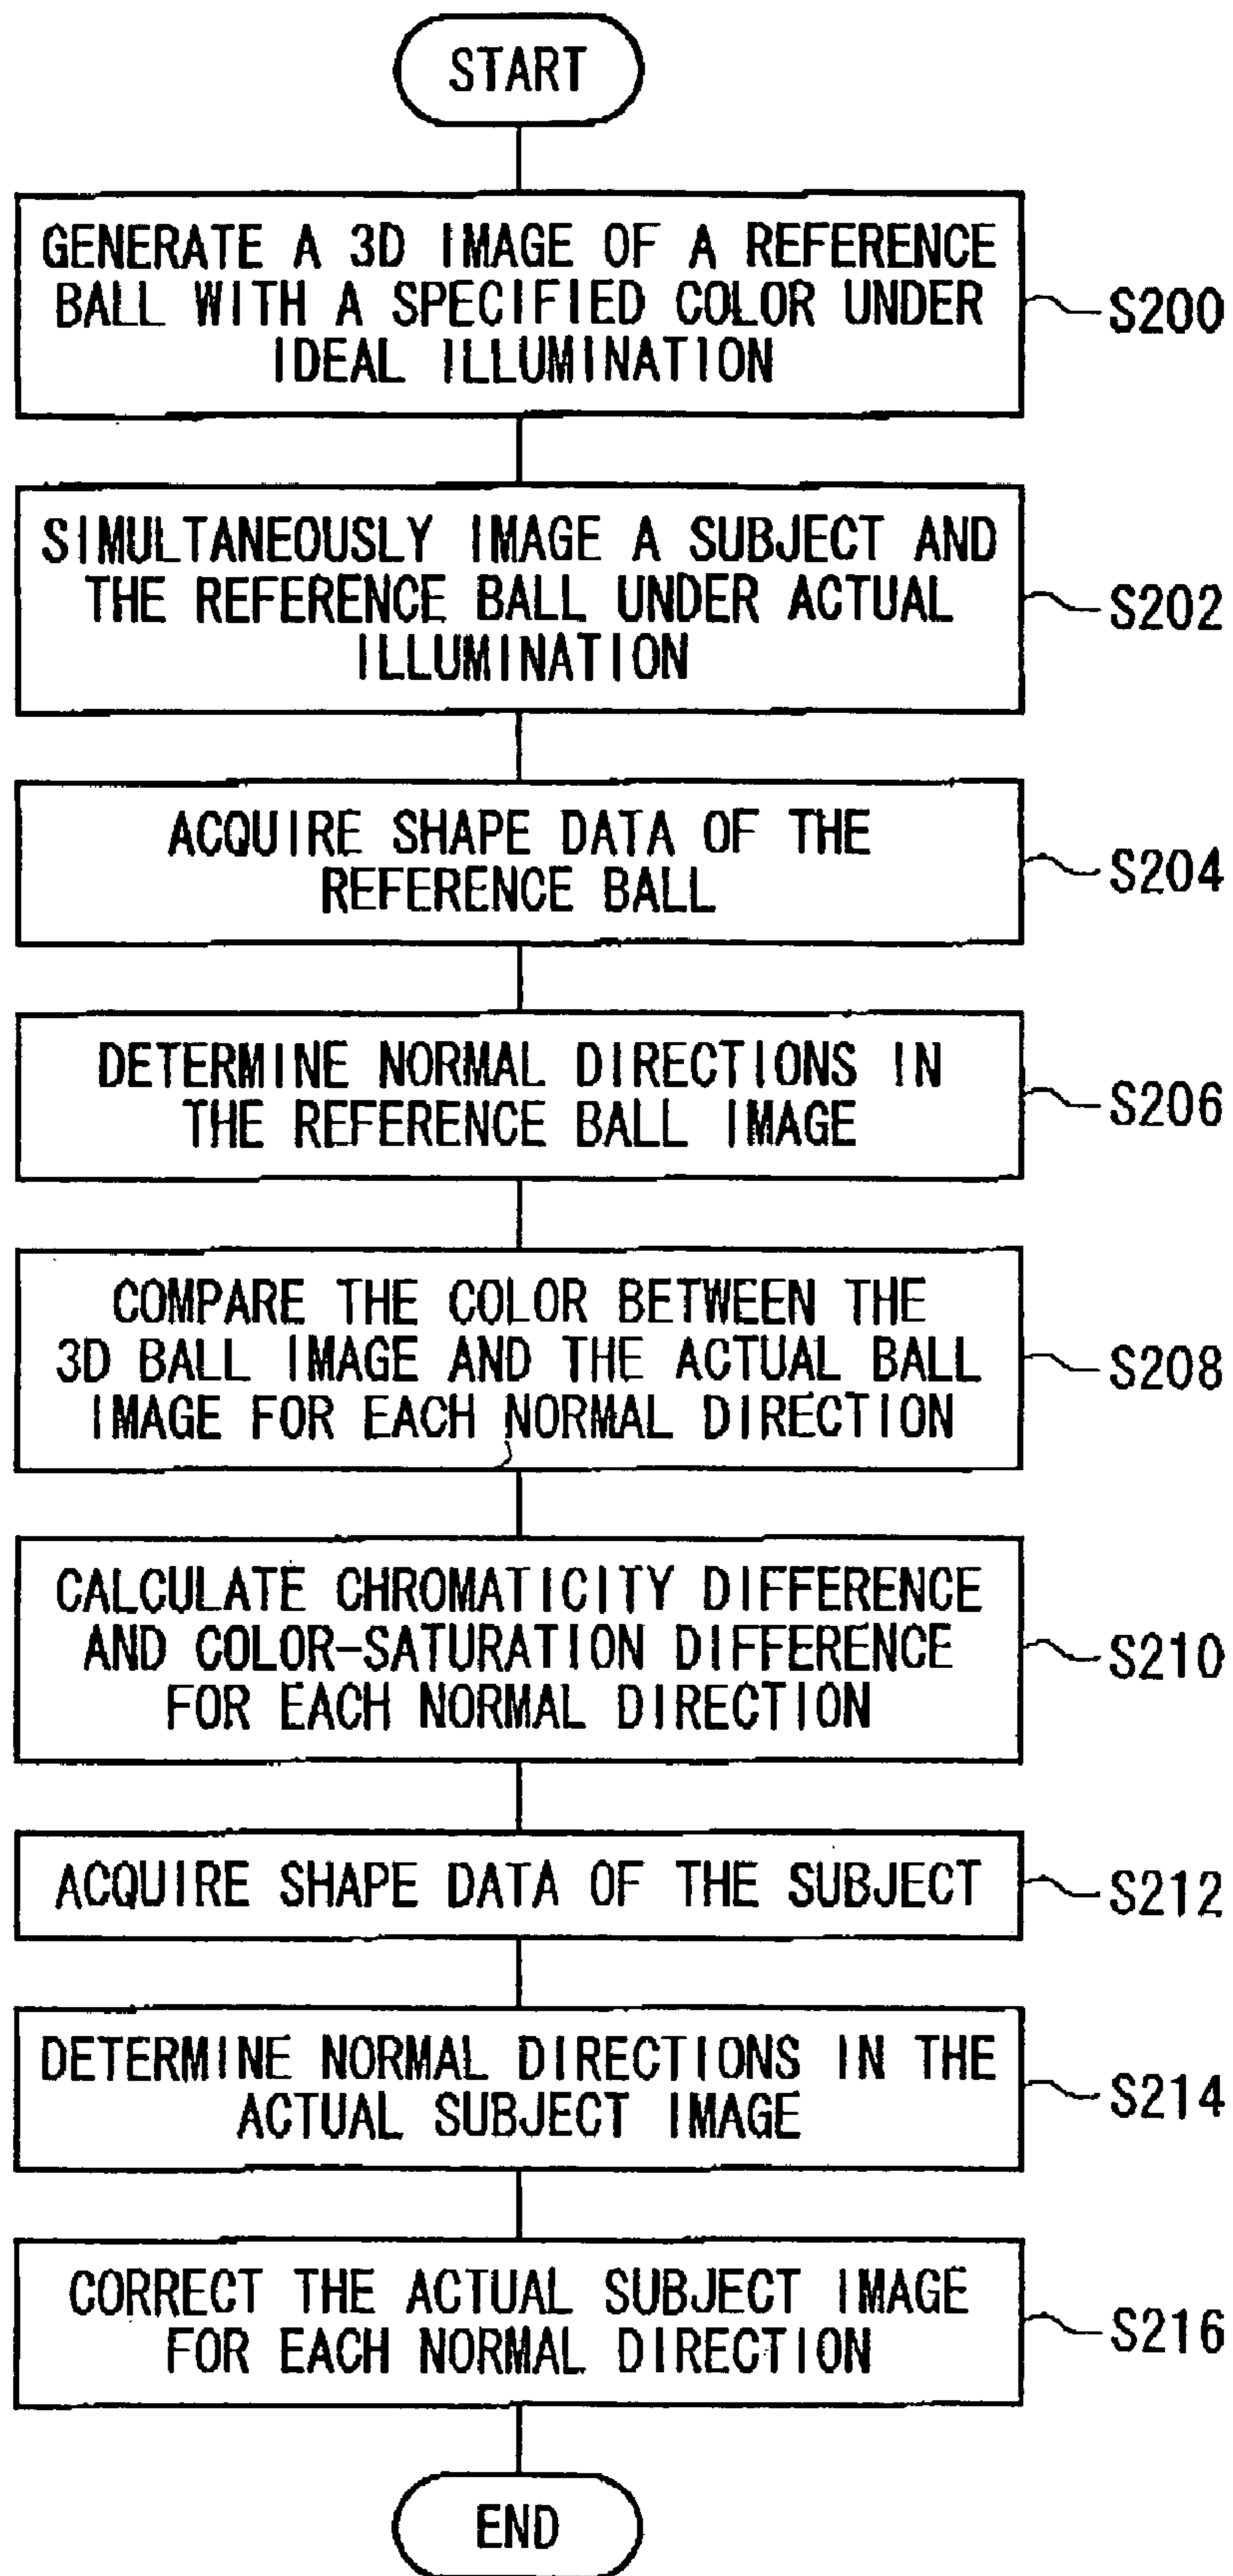 START
GENERATE A 3D IMAGE OF A REFERENCE
BALL WITH A SPECIFIED COLOR UNDER
IDEAL ILLUMINATION
S200
SIMULTANEOUSLY IMAGE A SUBJECT AND
THE REFERENCE BALL UNDER ACTUAL
ILLUMINATION
S202
ACQUIRE SHAPE DATA OF THE
REFERENCE BALL
S204
DETERMINE NORMAL DIRECTIONS IN
THE REFERENCE BALL IMAGE
S206
COMPARE THE COLOR BETWEEN THE
3D BALL IMAGE AND THE ACTUAL BALL
IMAGE FOR EACH NORMAL DIRECTION
S208
CALCULATE CHROMATICITY DIFFERENCE
AND COLOR-SATURATION DIFFERENCE
FOR EACH NORMAL DIRECTION
S210
ACQUIRE SHAPE DATA OF THE SUBJECT
S212
DETERMINE NORMAL DIRECTIONS IN THE
ACTUAL SUBJECT IMAGE
S214
CORRECT THE ACTUAL SUBJECT IMAGE
FOR EACH NORMAL DIRECTION
S216
END